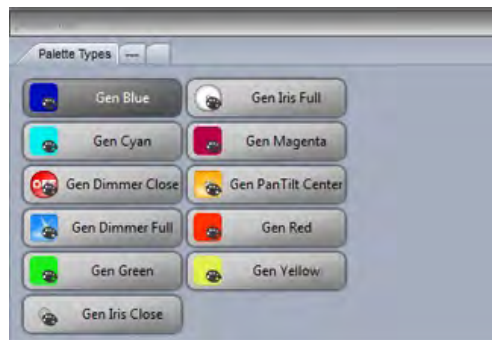 Palette Types ---
Gen Blue Gen Iris Full
Gen Cyan Gen Magenta
OFF Gen Dimmer Close Gen PanTilt Center
Gen Dimmer Full Gen Red
Gen Green Gen Yellow
Gen Iris Close